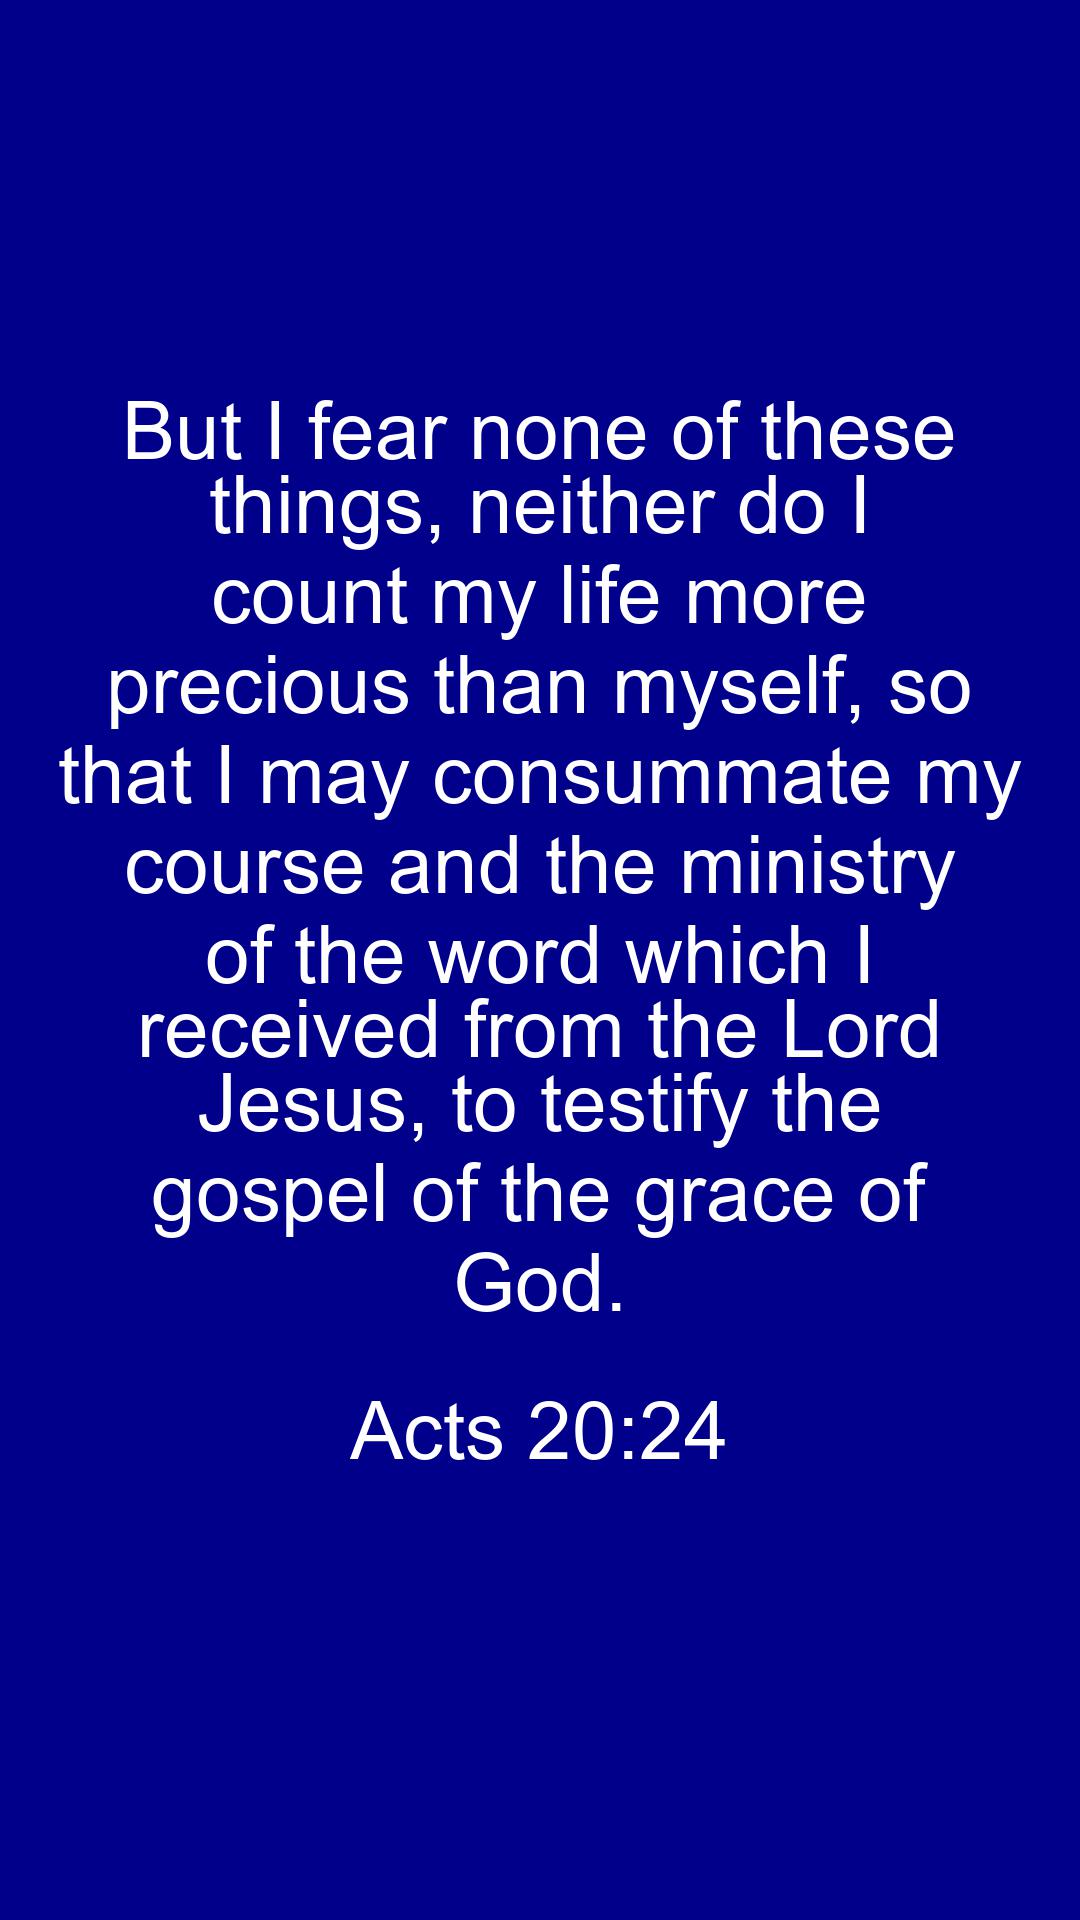 But I fear none of these
things, neither do I
count my life more
precious than myself, so
that I may consummate my
course and the ministry
of the word which I
received from the Lord
Jesus, to testify the
gospel of the grace of
God.
Acts 20:24